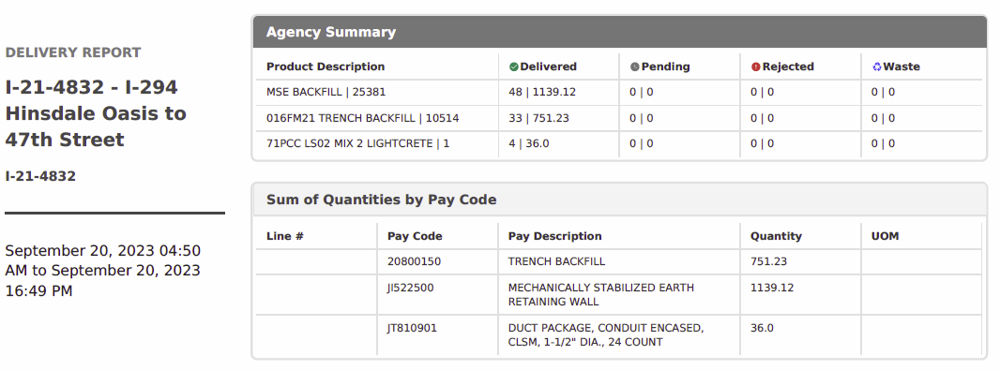 DELIVERY REPORT
I-21-4832 - I-294
Hinsdale Oasis to
47th Street
I-21-4832
September 20, 2023 04:50
AM to September 20, 2023
16:49 PM
Agency Summary
Product Description Delivered Pending Rejected Waste
MSE BACKFILL | 25381 48 | 1139.12 0 | 0 0 | 0 0 | 0
016FM21 TRENCH BACKFILL | 10514 33 | 751.23 0 | 0 0 | 0 0 | 0
71PCC LS02 MIX 2 LIGHTCRETE | 1 4 | 36.0 0 | 0 0 | 0 0 | 0
Sum of Quantities by Pay Code
Line # Pay Code Pay Description Quantity UOM
20800150 TRENCH BACKFILL 751.23
JI522500 MECHANICALLY STABILIZED EARTH 1139.12
RETAINING WALL
JT810901 DUCT PACKAGE, CONDUIT ENCASED, 36.0
CLSM, 1-1/2" DIA., 24 COUNT